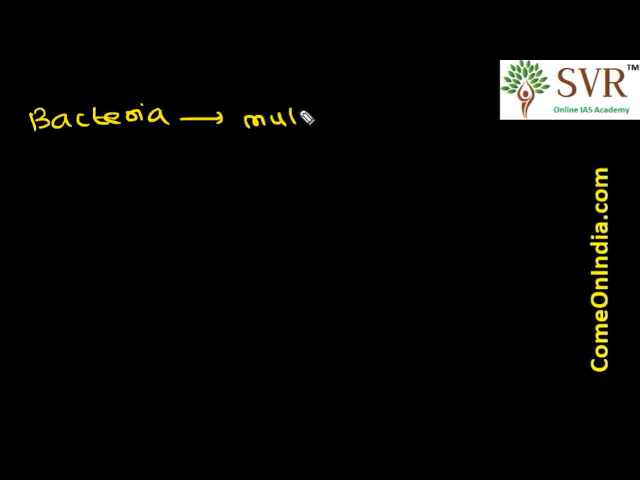 SVR™
Online IAS Academy
Bacteria → mul
ComeOnIndia.com